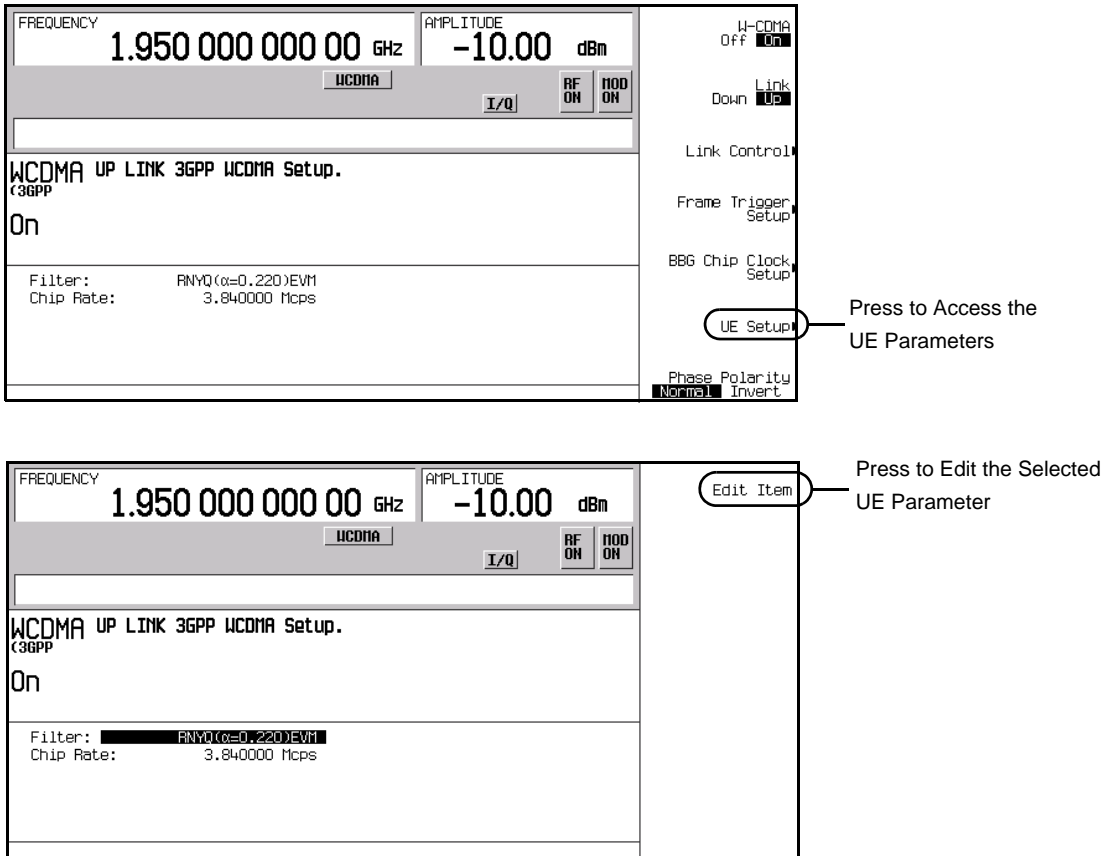 FREQUENCY
1.950 000 000 00 GHz
AMPLITUDE
-10.00 dBm
WCDMA
I/Q
RF ON
MOD ON
WCDMA UP LINK 3GPP WCDMA Setup.
(3GPP
On
Filter: RNYQ(α=0.220)EVM
Chip Rate: 3.840000 Mcps
W-CDMA
Off On
Link
Down Up
Link Control
Frame Trigger
Setup
BBG Chip Clock
Setup
UE Setup
Phase Polarity
Normal Invert
Press to Access the
UE Parameters
FREQUENCY
1.950 000 000 00 GHz
AMPLITUDE
-10.00 dBm
WCDMA
I/Q
RF ON
MOD ON
WCDMA UP LINK 3GPP WCDMA Setup.
(3GPP
On
Filter: RNYQ(α=0.220)EVM
Chip Rate: 3.840000 Mcps
Edit Item
Press to Edit the Selected
UE Parameter